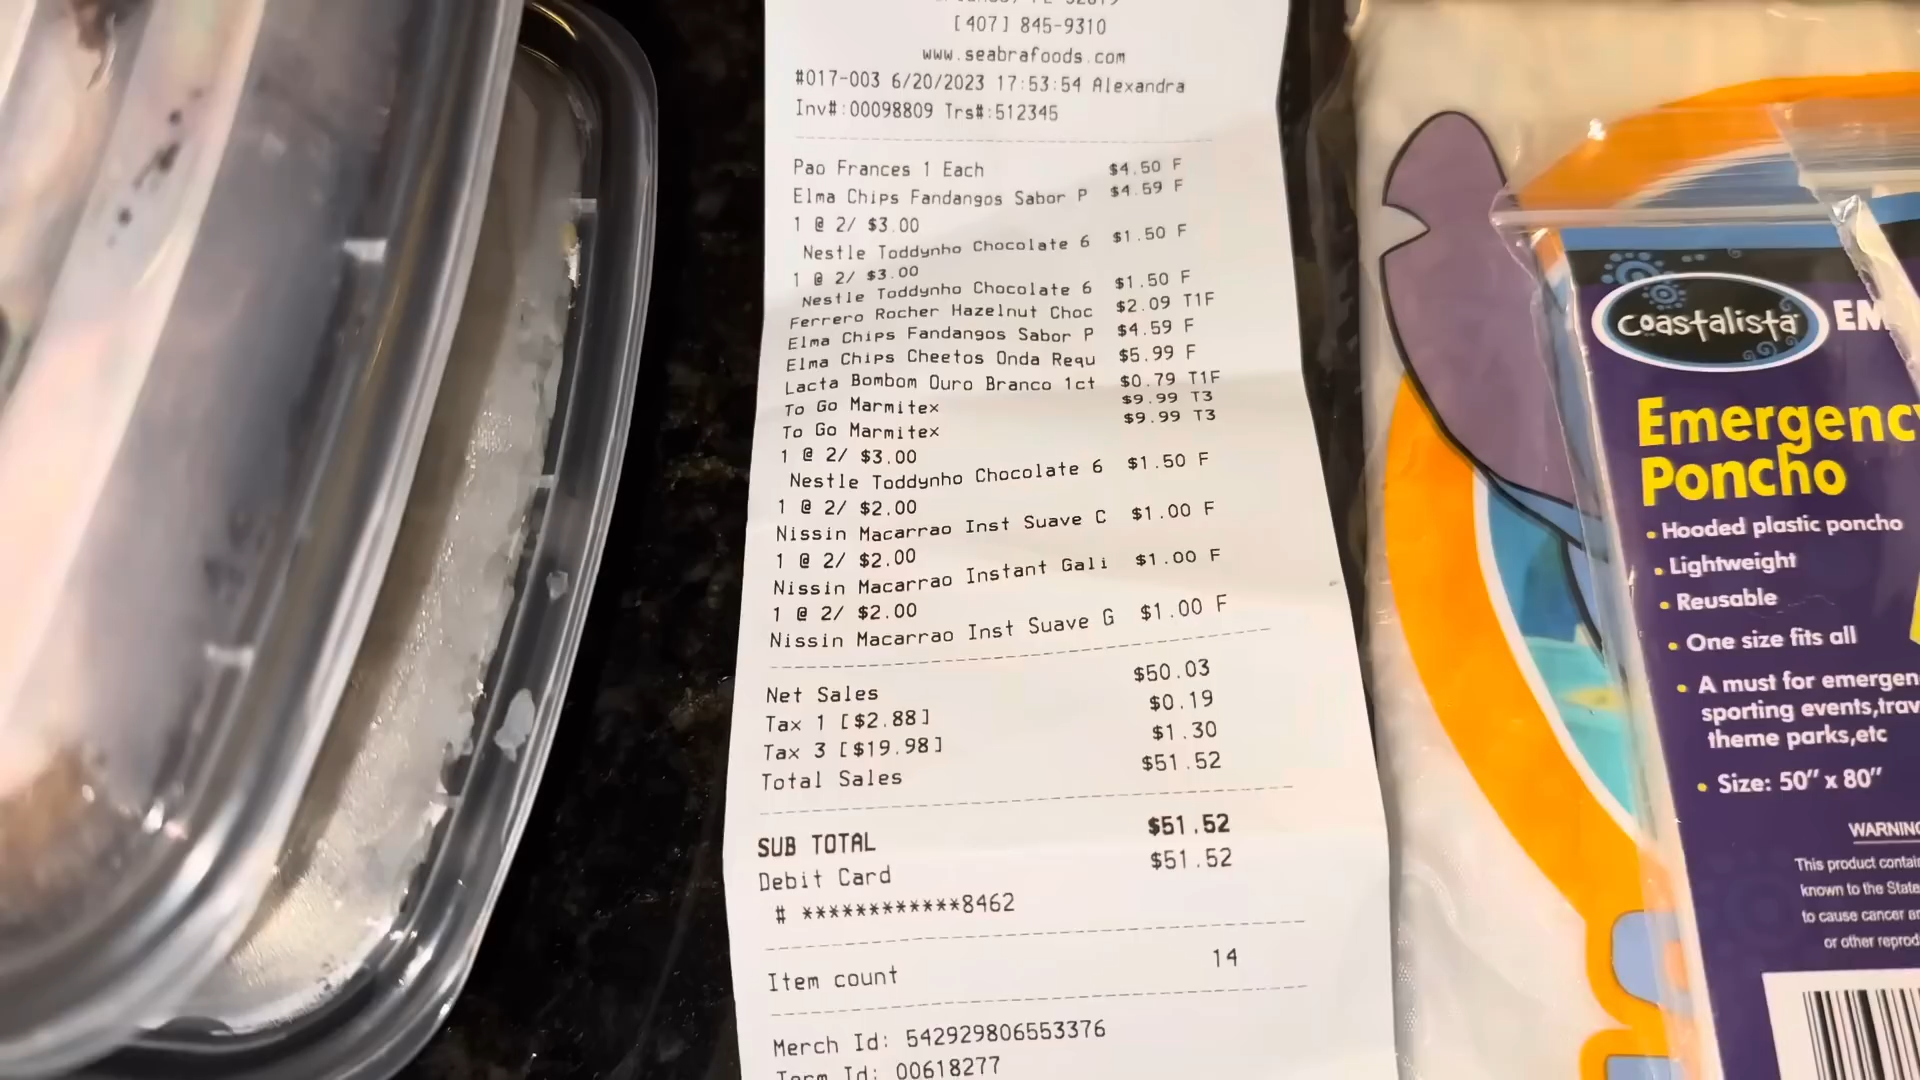 [407] 845-9310
www.seabrafoods.com
#017-003 6/20/2023 17:53:54 Alexandra
Inv#:00098809 Trs#:512345
Pao Frances 1 Each $4.50 F
Elma Chips Fandangos Sabor P $4.59 F
1 @ 2/ $3.00
Nestle Toddynho Chocolate 6 $1.50 F
1 @ 2/ $3.00
Nestle Toddynho Chocolate 6 $1.50 F
Ferrero Rocher Hazelnut Choc $2.09 T1F
Elma Chips Fandangos Sabor P $4.59 F
Elma Chips Cheetos Onda Requ $5.99 F
Lacta Bombom Ouro Branco 1ct $0.79 T1F
To Go Marmitex $9.99 T3
To Go Marmitex $9.99 T3
1 @ 2/ $3.00
Nestle Toddynho Chocolate 6 $1.50 F
1 @ 2/ $2.00
Nissin Macarrao Inst Suave C $1.00 F
1 @ 2/ $2.00
Nissin Macarrao Instant Gali $1.00 F
1 @ 2/ $2.00
Nissin Macarrao Inst Suave G $1.00 F
Net Sales $50.03
Tax 1 [$2.88] $0.19
Tax 3 [$19.98] $1.30
Total Sales $51.52
SUB TOTAL $51.52
Debit Card $51.52
# ************8462
Item count 14
Merch Id: 542929806553376
Term Id: 00618277
coastalista
EM
Emergency
Poncho
• Hooded plastic poncho
• Lightweight
• Reusable
• One size fits all
• A must for emergen
sporting events,trav
theme parks,etc
• Size: 50" x 80"
WARNING
This product contai
known to the State
to cause cancer
or other reprod